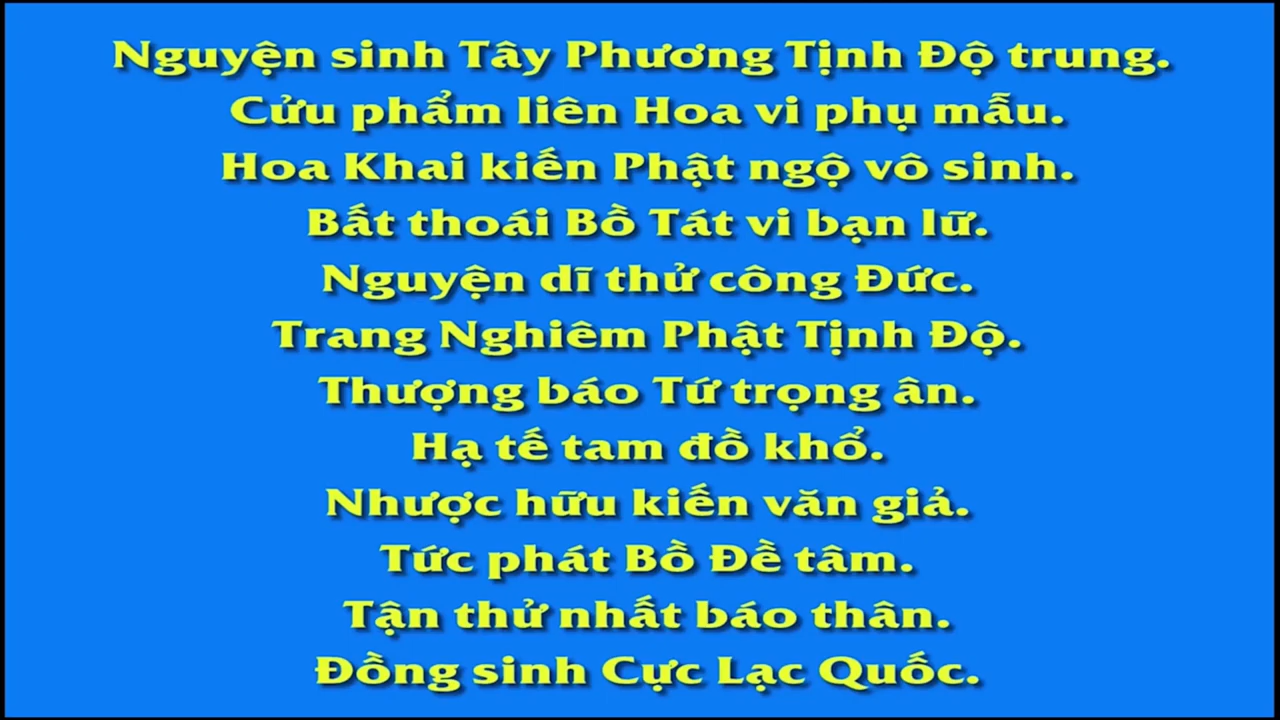 Nguyện sinh Tây Phương Tịnh Độ trung.
Cửu phẩm liên Hoa vi phụ mẫu.
Hoa Khai kiến Phật ngộ vô sinh.
Bất thoái Bồ Tát vi bạn lữ.
Nguyện dĩ thử công Đức.
Trang Nghiêm Phật Tịnh Độ.
Thượng báo Tứ trọng ân.
Hạ tế tam đồ khổ.
Nhược hữu kiến văn giả.
Tức phát Bồ Đề tâm.
Tận thử nhất báo thân.
Đồng sinh Cực Lạc Quốc.